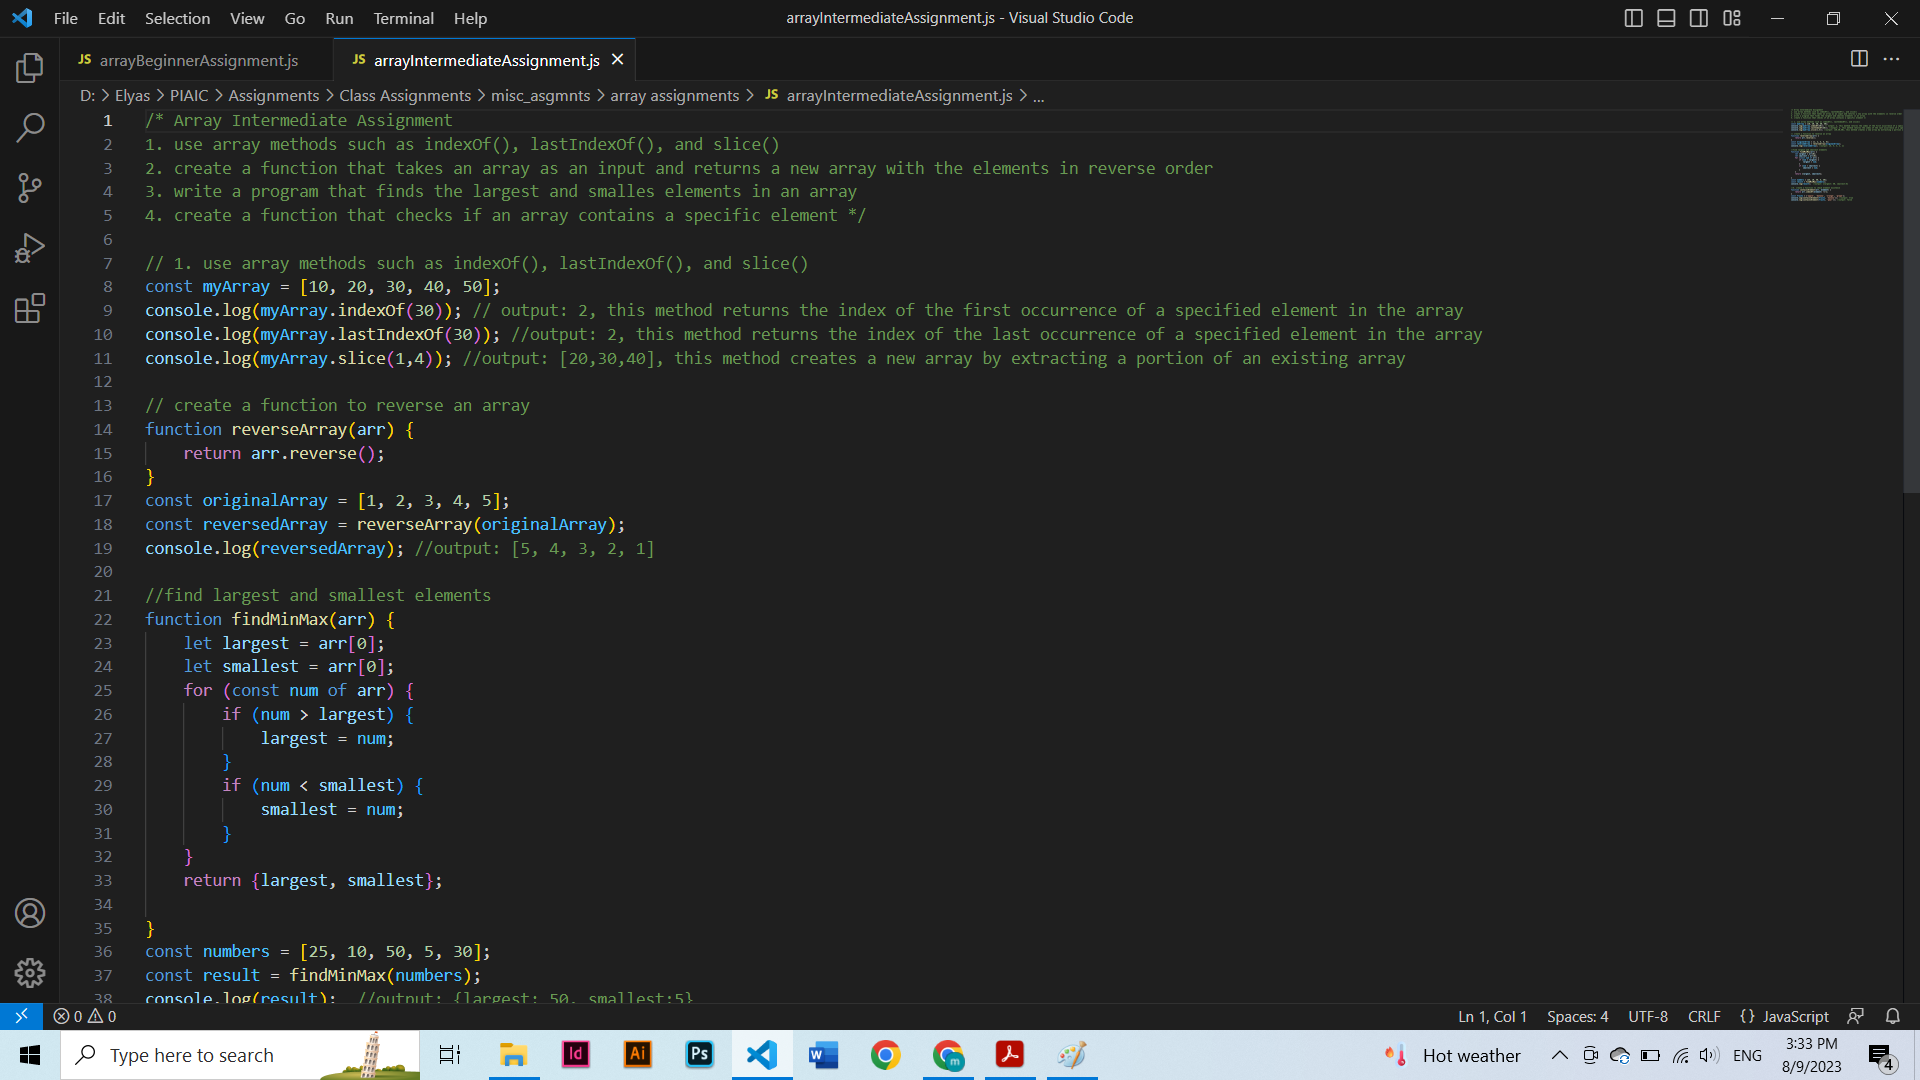 File Edit Selection View Go Run Terminal Help
arrayIntermediateAssignment.js - Visual Studio Code
JS arrayBeginnerAssignment.js
JS arrayIntermediateAssignment.js
D: > Elyas > PIAIC > Assignments > Class Assignments > misc_asgmnts > array assignments > JS arrayIntermediateAssignment.js > ...
1 /* Array Intermediate Assignment
2 1. use array methods such as indexOf(), lastIndexOf(), and slice()
3 2. create a function that takes an array as an input and returns a new array with the elements in reverse order
4 3. write a program that finds the largest and smalles elements in an array
5 4. create a function that checks if an array contains a specific element */
6
7 // 1. use array methods such as indexOf(), lastIndexOf(), and slice()
8 const myArray = [10, 20, 30, 40, 50];
9 console.log(myArray.indexOf(30)); // output: 2, this method returns the index of the first occurrence of a specified element in the array
10 console.log(myArray.lastIndexOf(30)); //output: 2, this method returns the index of the last occurrence of a specified element in the array
11 console.log(myArray.slice(1,4)); //output: [20,30,40], this method creates a new array by extracting a portion of an existing array
12
13 // create a function to reverse an array
14 function reverseArray(arr) {
15 return arr.reverse();
16 }
17 const originalArray = [1, 2, 3, 4, 5];
18 const reversedArray = reverseArray(originalArray);
19 console.log(reversedArray); //output: [5, 4, 3, 2, 1]
20
21 //find largest and smallest elements
22 function findMinMax(arr) {
23 let largest = arr[0];
24 let smallest = arr[0];
25 for (const num of arr) {
26 if (num > largest) {
27 largest = num;
28 }
29 if (num < smallest) {
30 smallest = num;
31 }
32 }
33 return {largest, smallest};
34
35 }
36 const numbers = [25, 10, 50, 5, 30];
37 const result = findMinMax(numbers);
38 console.log(result); //output: {largest: 50, smallest:5}
0 0
Ln 1, Col 1 Spaces: 4 UTF-8 CRLF {} JavaScript
Type here to search
Id Ai Ps W m
Hot weather
ENG
3:33 PM
8/9/2023
4